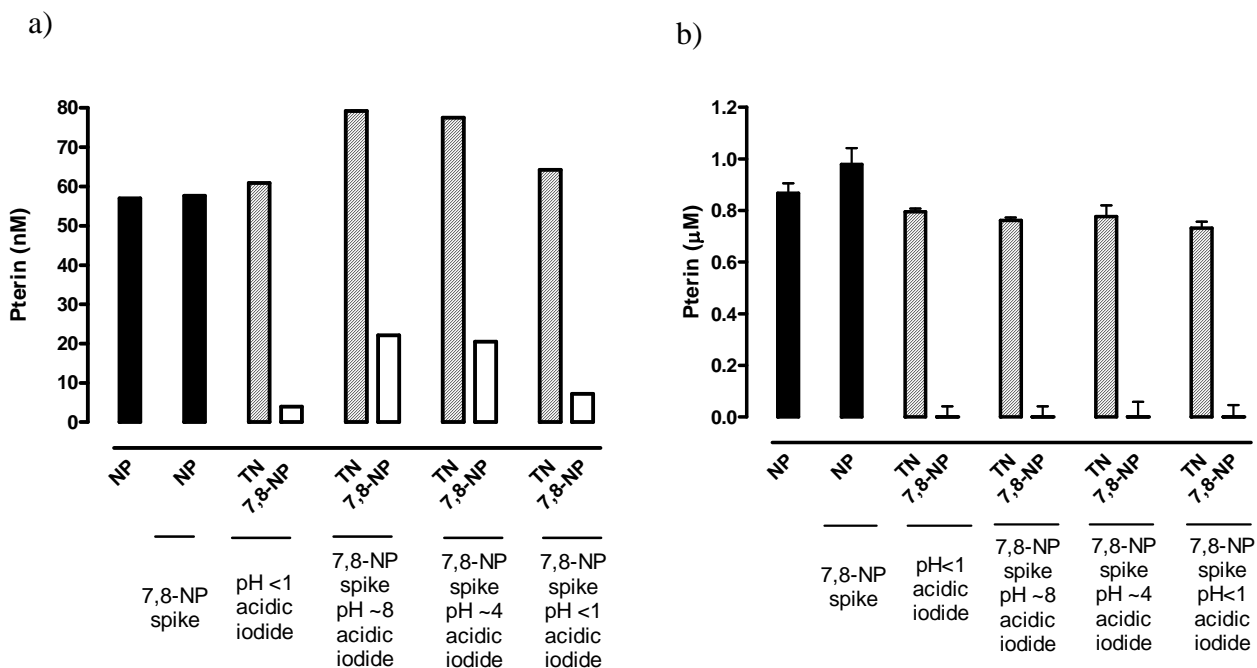 a)
80
70
60
50
40
30
20
10
0
Pterin (nM)
NP
NP
TN
7,8-NP
TN
7,8-NP
TN
7,8-NP
TN
7,8-NP
7,8-NP
spike
pH <1
acidic
iodide
7,8-NP
spike
pH ~8
acidic
iodide
7,8-NP
spike
pH ~4
acidic
iodide
7,8-NP
spike
pH <1
acidic
iodide
b)
1.2
1.0
0.8
0.6
0.4
0.2
0.0
Pterin (μM)
NP
NP
TN
7,8-NP
TN
7,8-NP
TN
7,8-NP
TN
7,8-NP
7,8-NP
spike
pH<1
acidic
iodide
7,8-NP
spike
pH ~8
acidic
iodide
7,8-NP
spike
pH ~4
acidic
iodide
7,8-NP
spike
pH<1
acidic
iodide